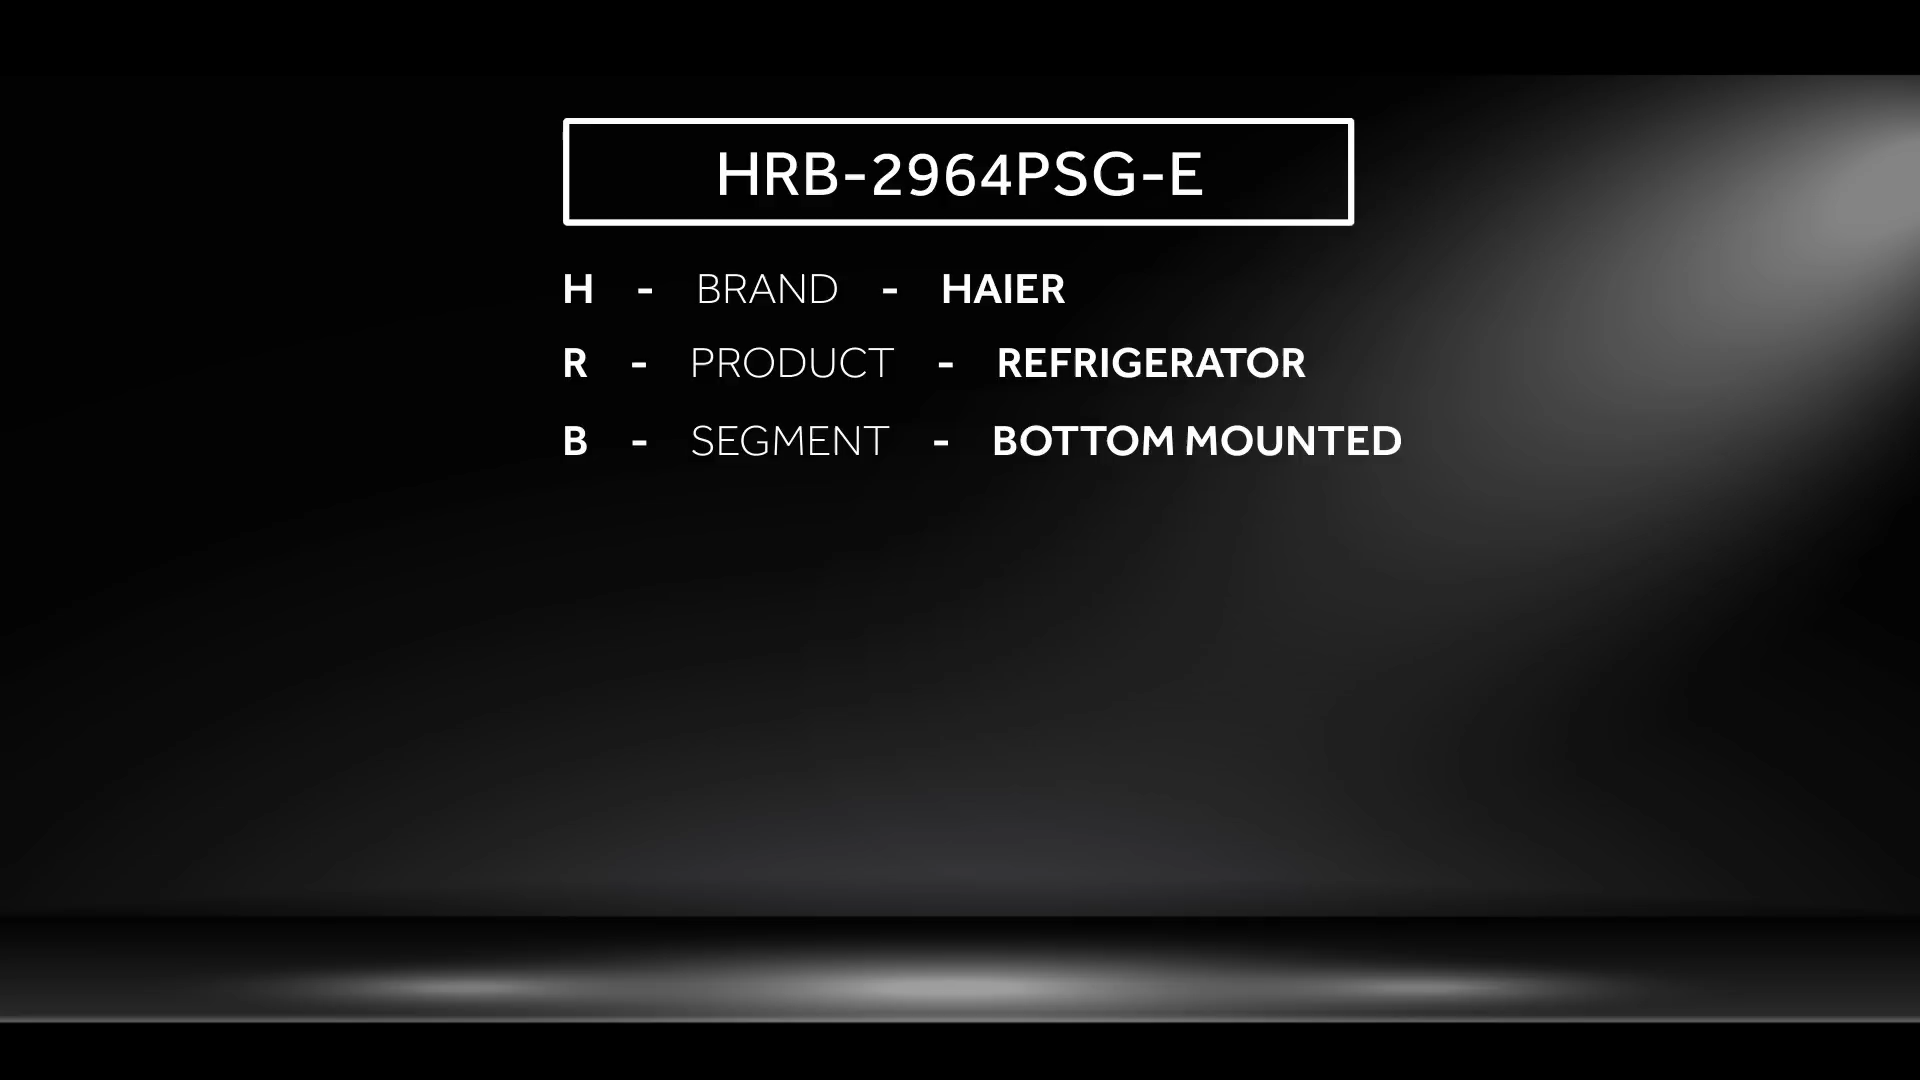 HRB-2964PSG-E
H - BRAND - HAIER
R - PRODUCT - REFRIGERATOR
B - SEGMENT - BOTTOM MOUNTED